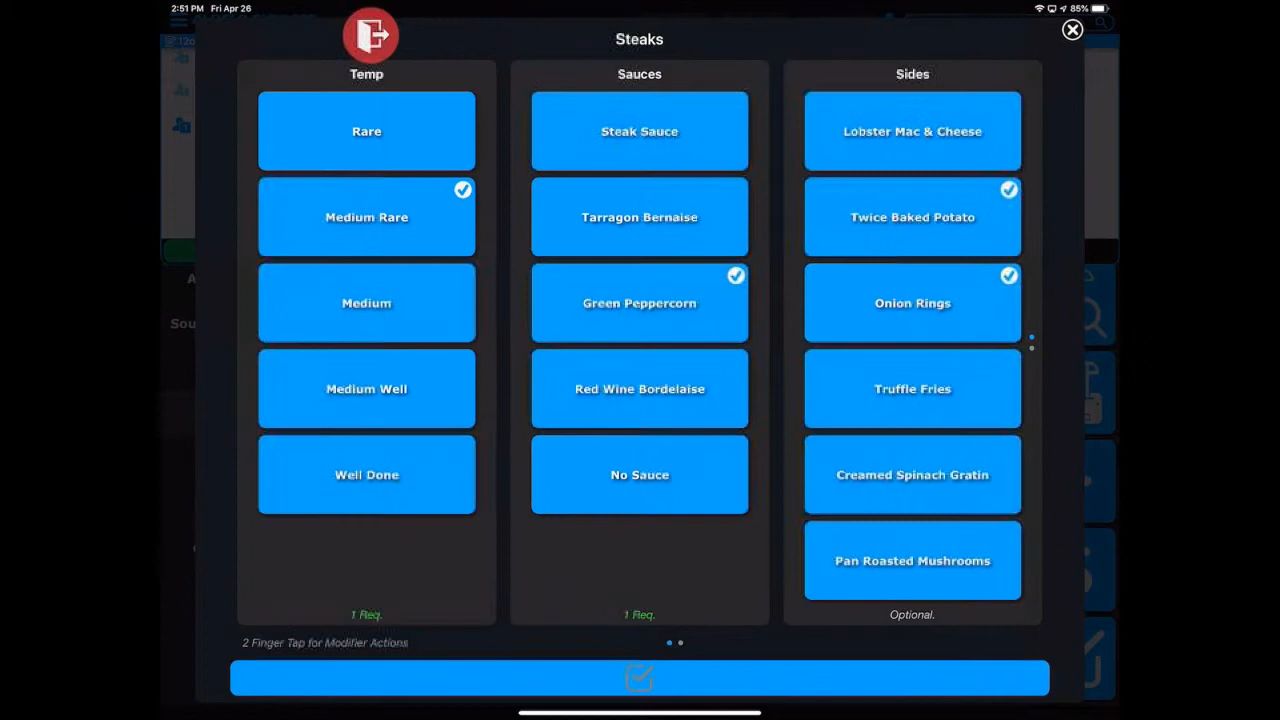 2:51 PM Fri Apr 26
85%
Steaks
Temp
Rare
Medium Rare
Medium
Medium Well
Well Done
1 Req.
Sauces
Steak Sauce
Tarragon Bernaise
Green Peppercorn
Red Wine Bordelaise
No Sauce
1 Req.
Sides
Lobster Mac & Cheese
Twice Baked Potato
Onion Rings
Truffle Fries
Creamed Spinach Gratin
Pan Roasted Mushrooms
Optional.
2 Finger Tap for Modifier Actions